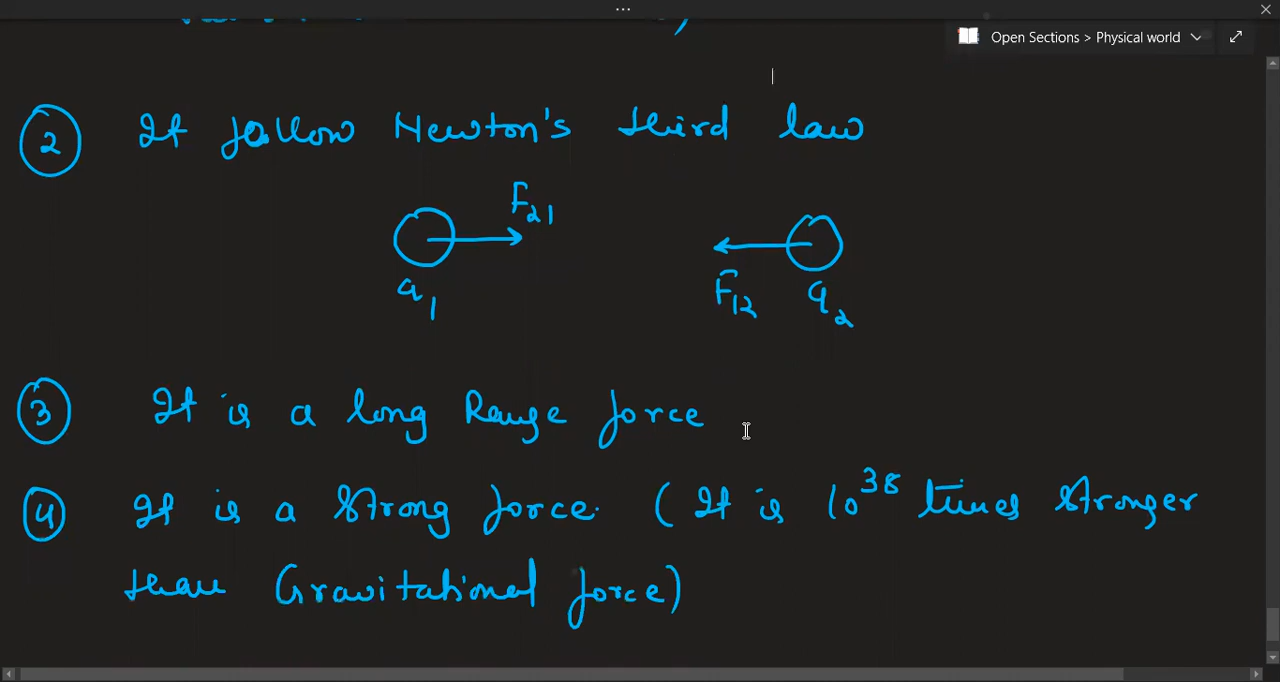 Open Sections > Physical world
② It follow Newton's third law
F21
F12
q1
q2
③ It is a long Range force
④ It is a strong force. ( It is 10^38 times stronger
than Gravitational force)